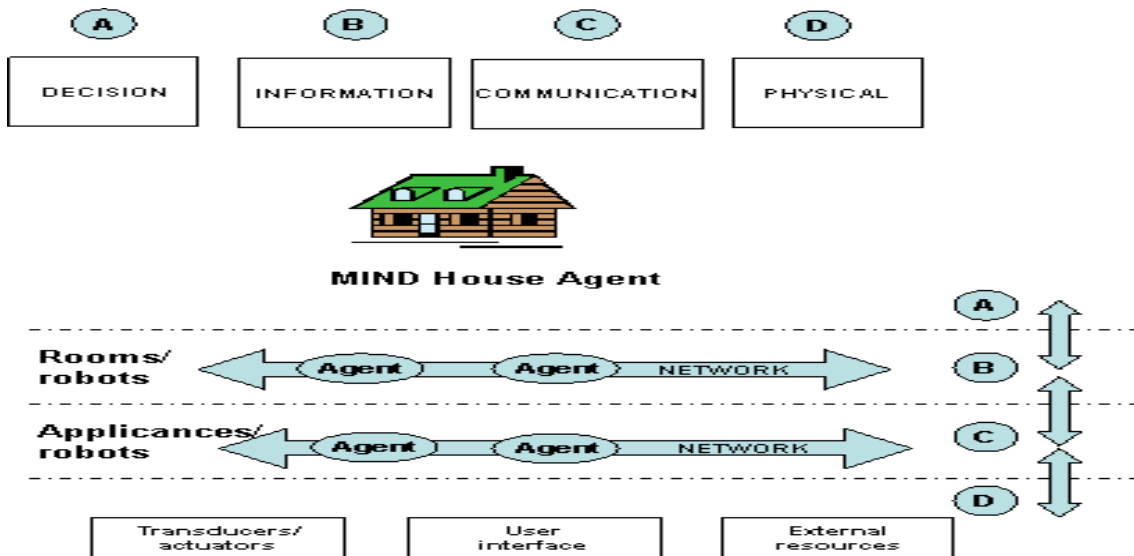 A B C D
DECISION INFORMATION COMMUNICATION PHYSICAL
MIND House Agent
A
Rooms/
robots
Agent Agent NETWORK
B
Applicances/
robots
Agent Agent NETWORK
C
D
Transducers/
actuators
User
interface
External
resources